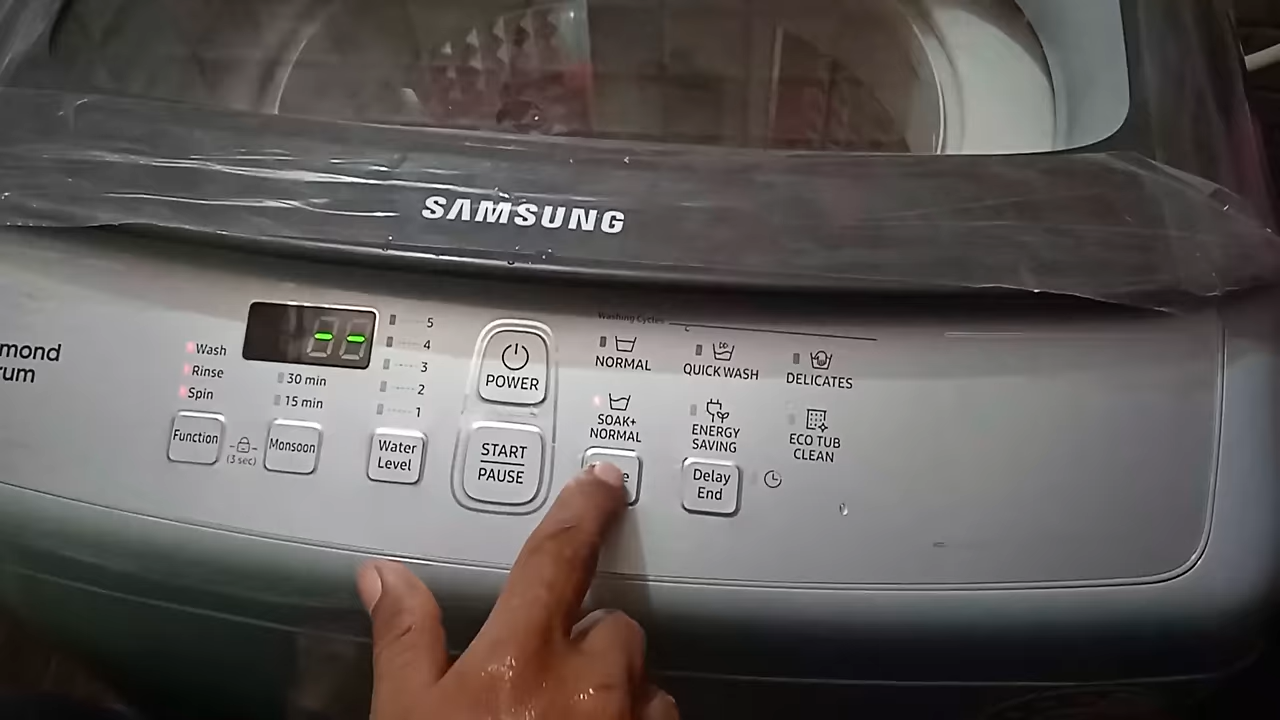 SAMSUNG
mond
rum
Wash
Rinse
Spin
--
30 min
15 min
5
4
3
2
1
Function
(3 sec)
Monsoon
Water
Level
POWER
START
PAUSE
Washing Cycles
NORMAL
QUICK WASH
DELICATES
SOAK+
NORMAL
ENERGY
SAVING
ECO TUB
CLEAN
Delay
End